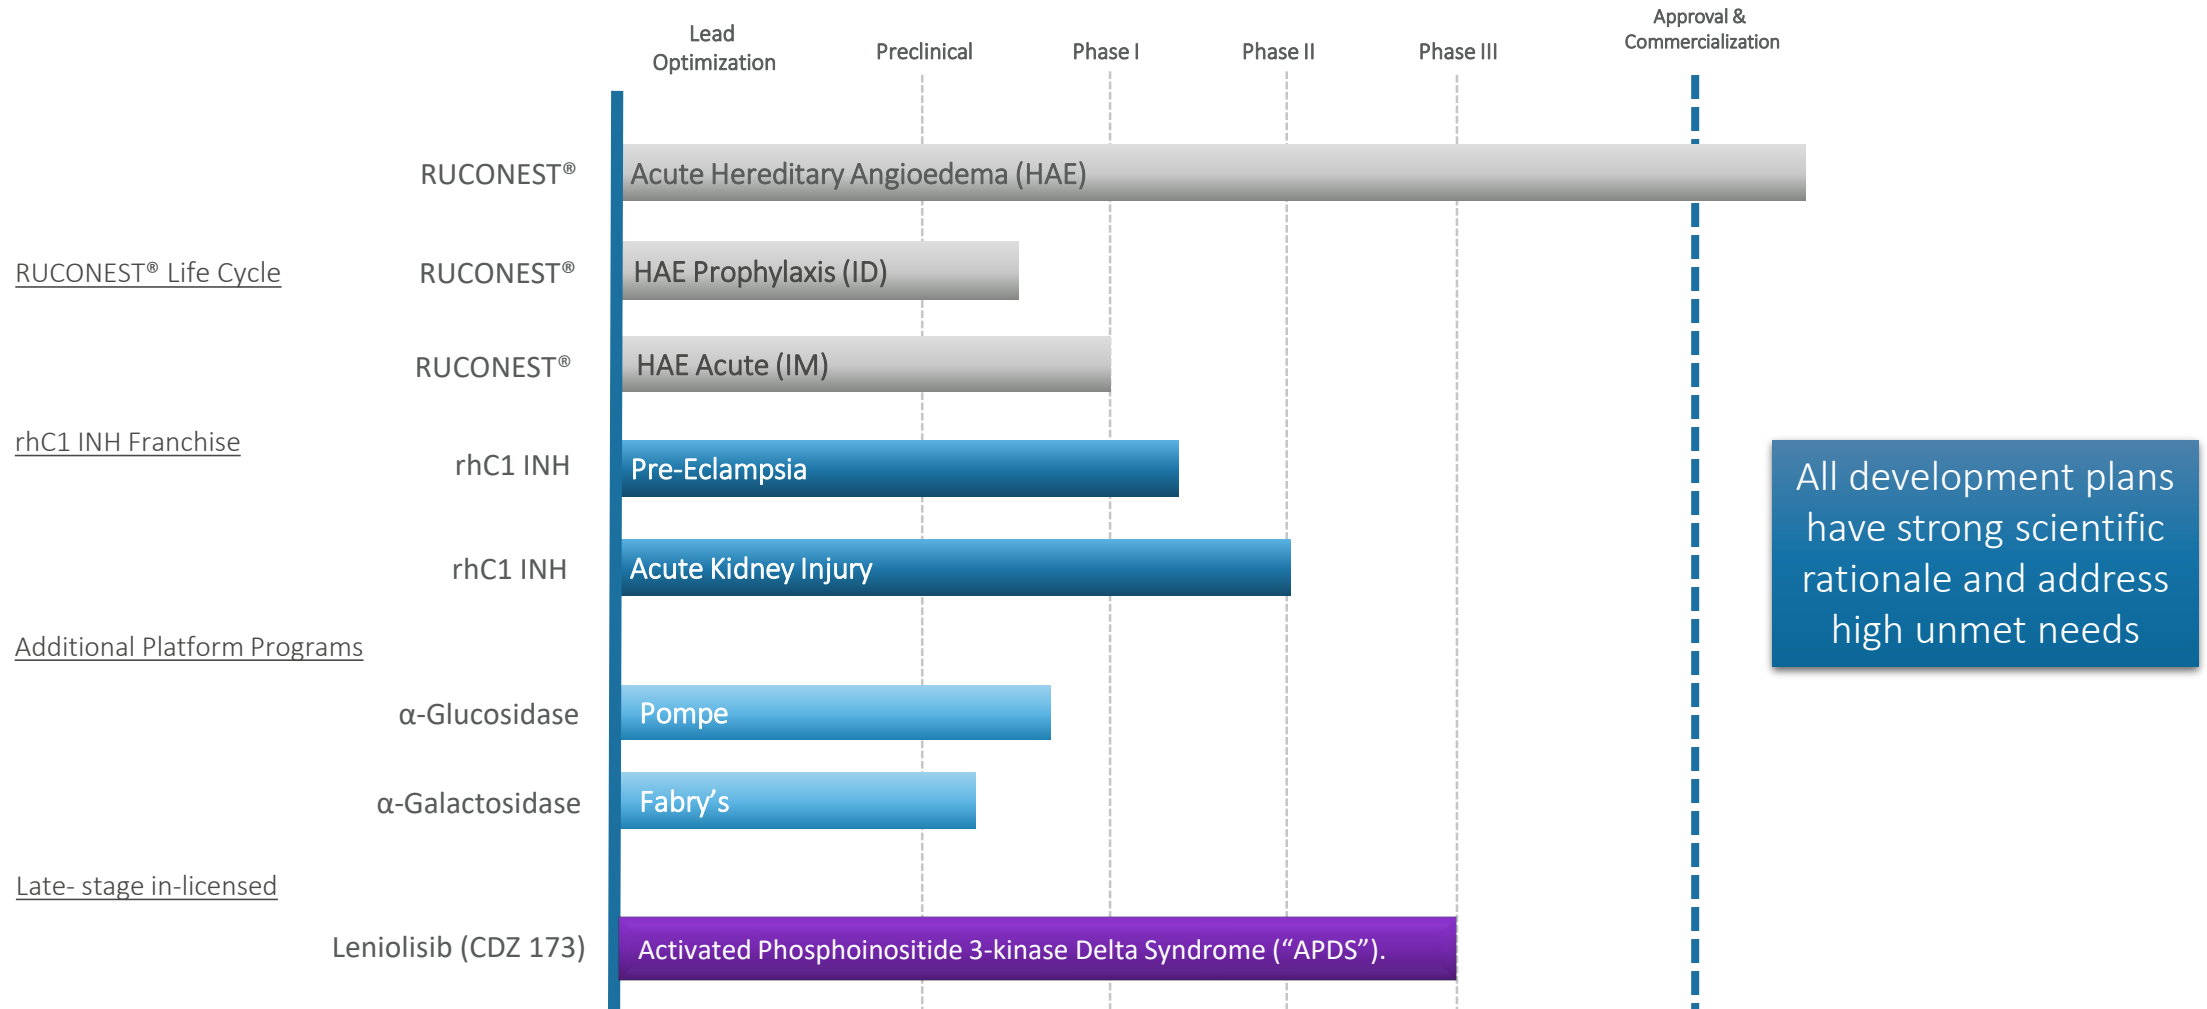 Lead
Optimization
Preclinical
Phase I
Phase II
Phase III
Approval &
Commercialization
RUCONEST®
Acute Hereditary Angioedema (HAE)
RUCONEST® Life Cycle
RUCONEST®
HAE Prophylaxis (ID)
RUCONEST®
HAE Acute (IM)
rhC1 INH Franchise
rhC1 INH
Pre-Eclampsia
rhC1 INH
Acute Kidney Injury
All development plans
have strong scientific
rationale and address
high unmet needs
Additional Platform Programs
α-Glucosidase
Pompe
α-Galactosidase
Fabry’s
Late- stage in-licensed
Leniolisib (CDZ 173)
Activated Phosphoinositide 3-kinase Delta Syndrome (“APDS”).